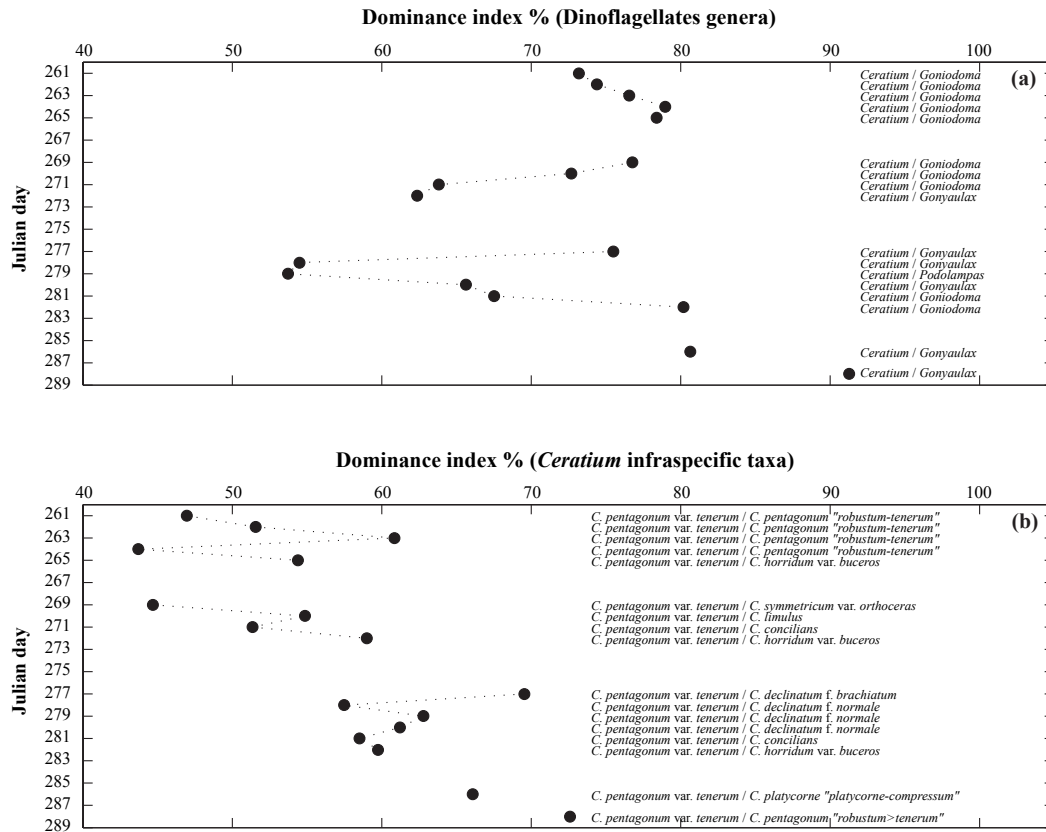 Dominance index % (Dinoflagellates genera)
40 50 60 70 80 90 100
(a)
Julian day
261 Ceratium / Goniodoma
Ceratium / Goniodoma
263 Ceratium / Goniodoma
Ceratium / Goniodoma
265 Ceratium / Goniodoma
267
269 Ceratium / Goniodoma
Ceratium / Goniodoma
271 Ceratium / Goniodoma
Ceratium / Gonyaulax
273
275
277 Ceratium / Gonyaulax
Ceratium / Gonyaulax
279 Ceratium / Podolampas
Ceratium / Gonyaulax
281 Ceratium / Goniodoma
Ceratium / Goniodoma
283
285
Ceratium / Gonyaulax
287
Ceratium / Gonyaulax
289
Dominance index % (Ceratium infraspecific taxa)
40 50 60 70 80 90 100
(b)
Julian day
261 C. pentagonum var. tenerum / C. pentagonum "robustum-tenerum"
C. pentagonum var. tenerum / C. pentagonum "robustum-tenerum"
263 C. pentagonum var. tenerum / C. pentagonum "robustum-tenerum"
C. pentagonum var. tenerum / C. pentagonum "robustum-tenerum"
265 C. pentagonum var. tenerum / C. horridum var. buceros
267
269 C. pentagonum var. tenerum / C. symmetricum var. orthoceras
C. pentagonum var. tenerum / C. limulus
271 C. pentagonum var. tenerum / C. concilians
C. pentagonum var. tenerum / C. horridum var. buceros
273
275
277 C. pentagonum var. tenerum / C. declinatum f. brachiatum
C. pentagonum var. tenerum / C. declinatum f. normale
279 C. pentagonum var. tenerum / C. declinatum f. normale
C. pentagonum var. tenerum / C. declinatum f. normale
281 C. pentagonum var. tenerum / C. concilians
C. pentagonum var. tenerum / C. horridum var. buceros
283
285
C. pentagonum var. tenerum / C. platycorne "platycorne-compressum"
287
C. pentagonum var. tenerum / C. pentagonum "robustum>tenerum"
289